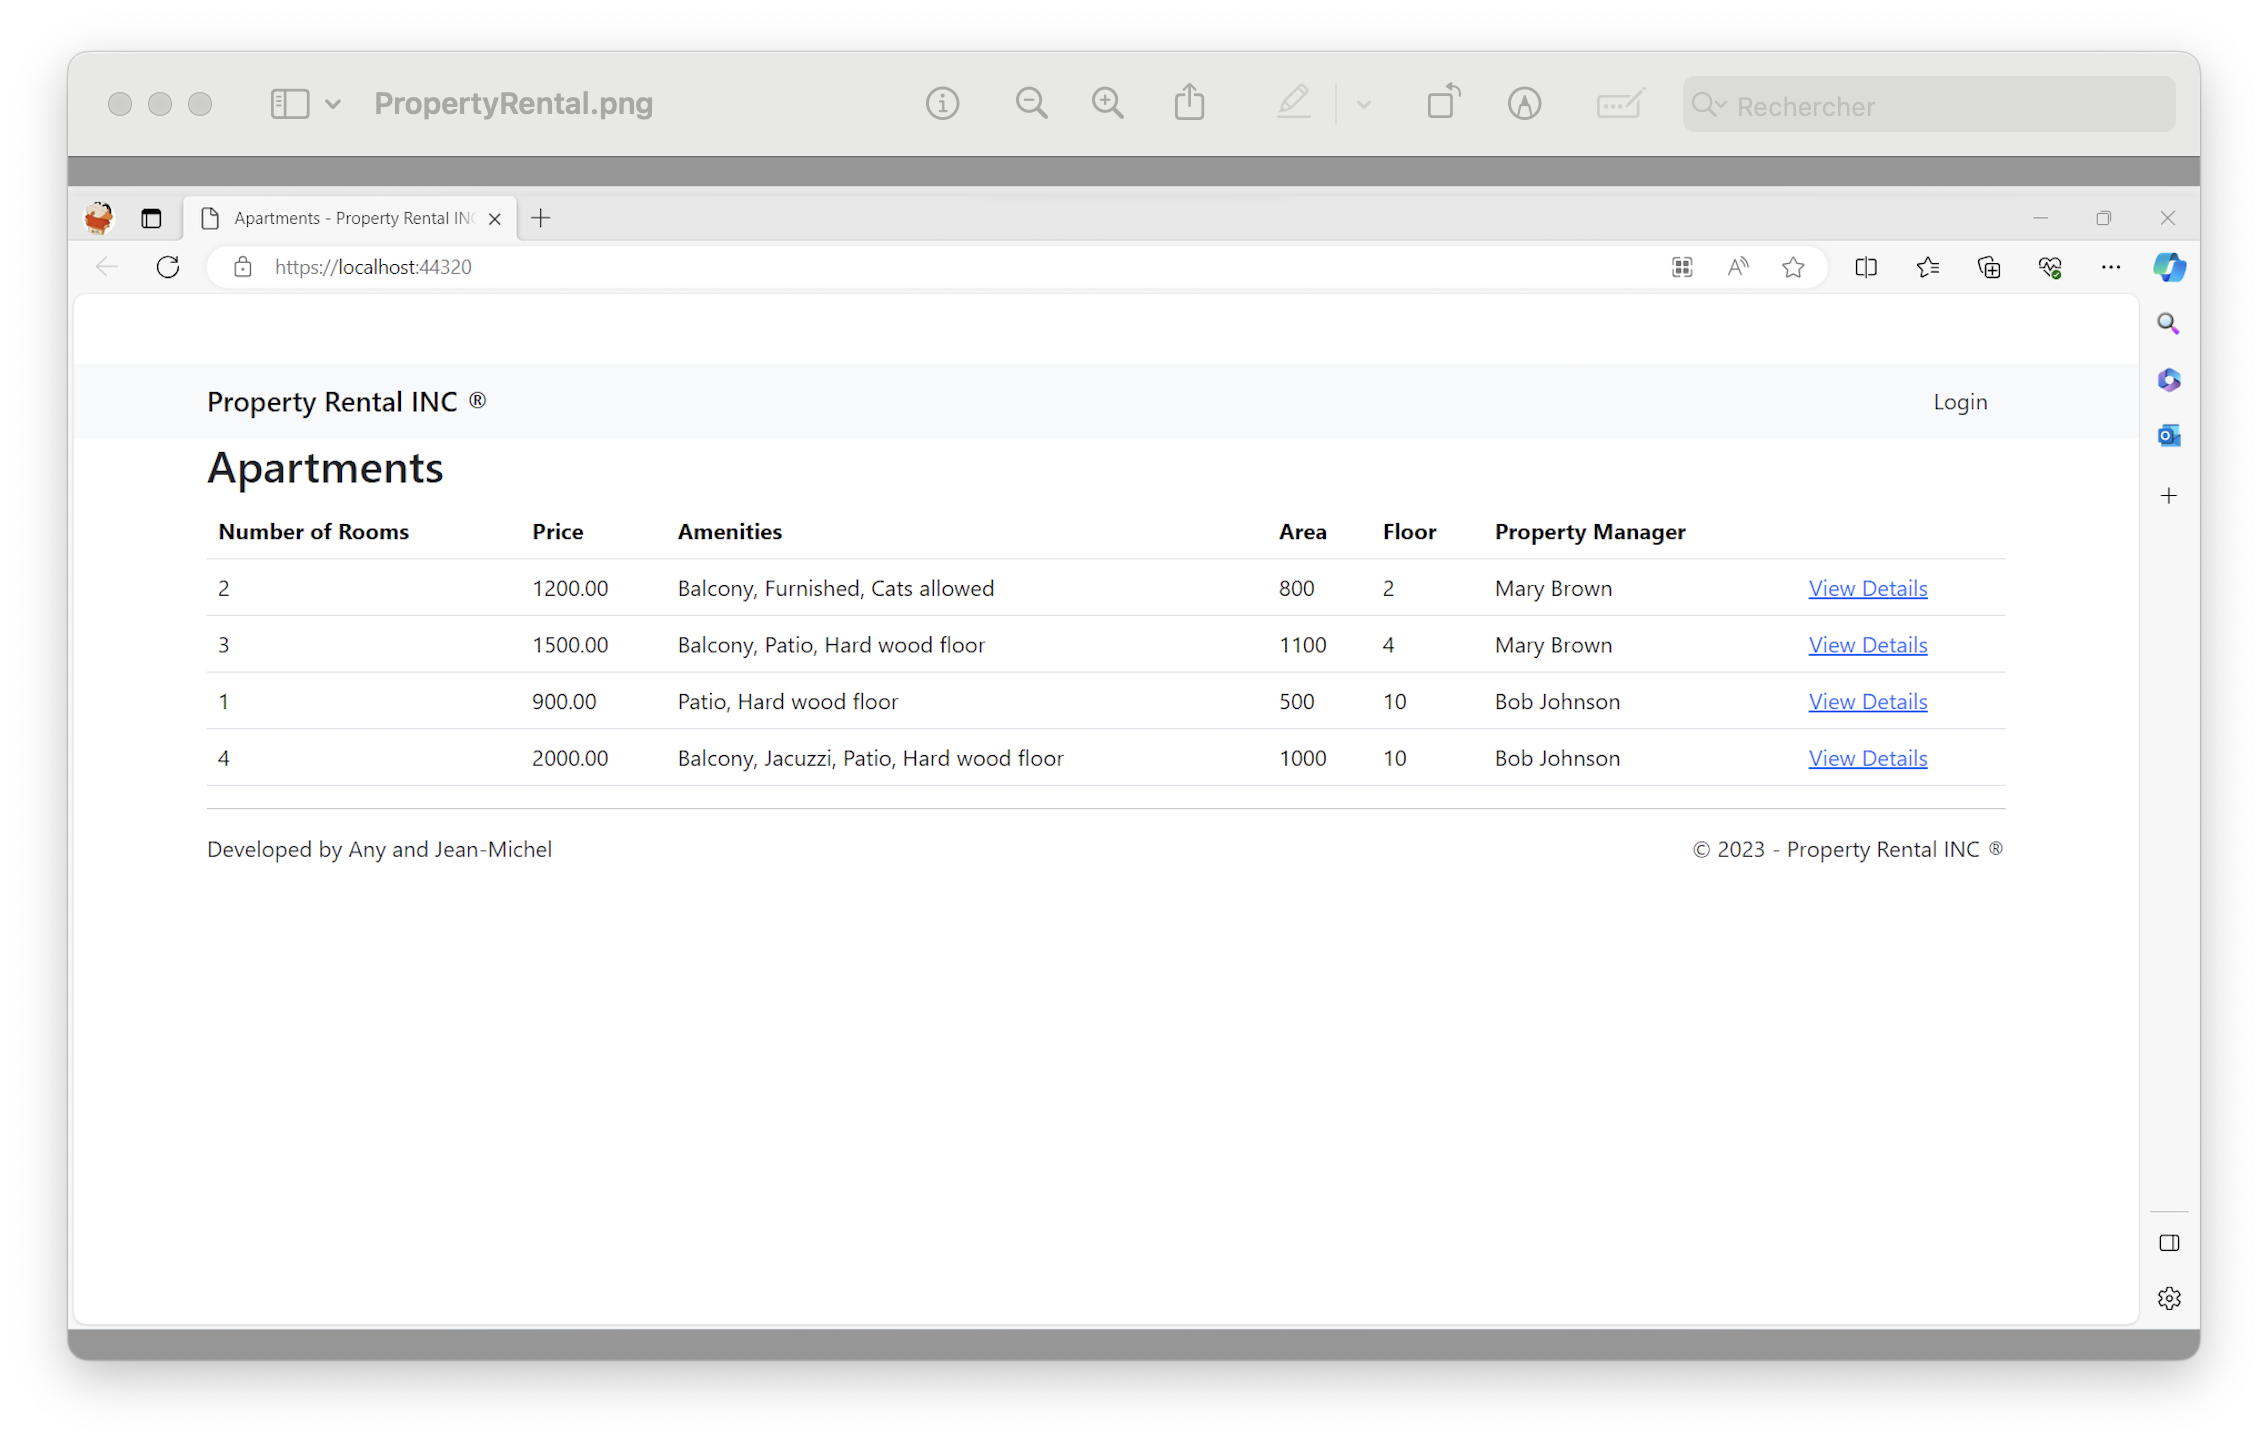 PropertyRental.png
Rechercher
Apartments - Property Rental INC
https://localhost:44320
Property Rental INC ®
Login
Apartments
Number of Rooms Price Amenities Area Floor Property Manager
2 1200.00 Balcony, Furnished, Cats allowed 800 2 Mary Brown View Details
3 1500.00 Balcony, Patio, Hard wood floor 1100 4 Mary Brown View Details
1 900.00 Patio, Hard wood floor 500 10 Bob Johnson View Details
4 2000.00 Balcony, Jacuzzi, Patio, Hard wood floor 1000 10 Bob Johnson View Details
Developed by Any and Jean-Michel
© 2023 - Property Rental INC ®